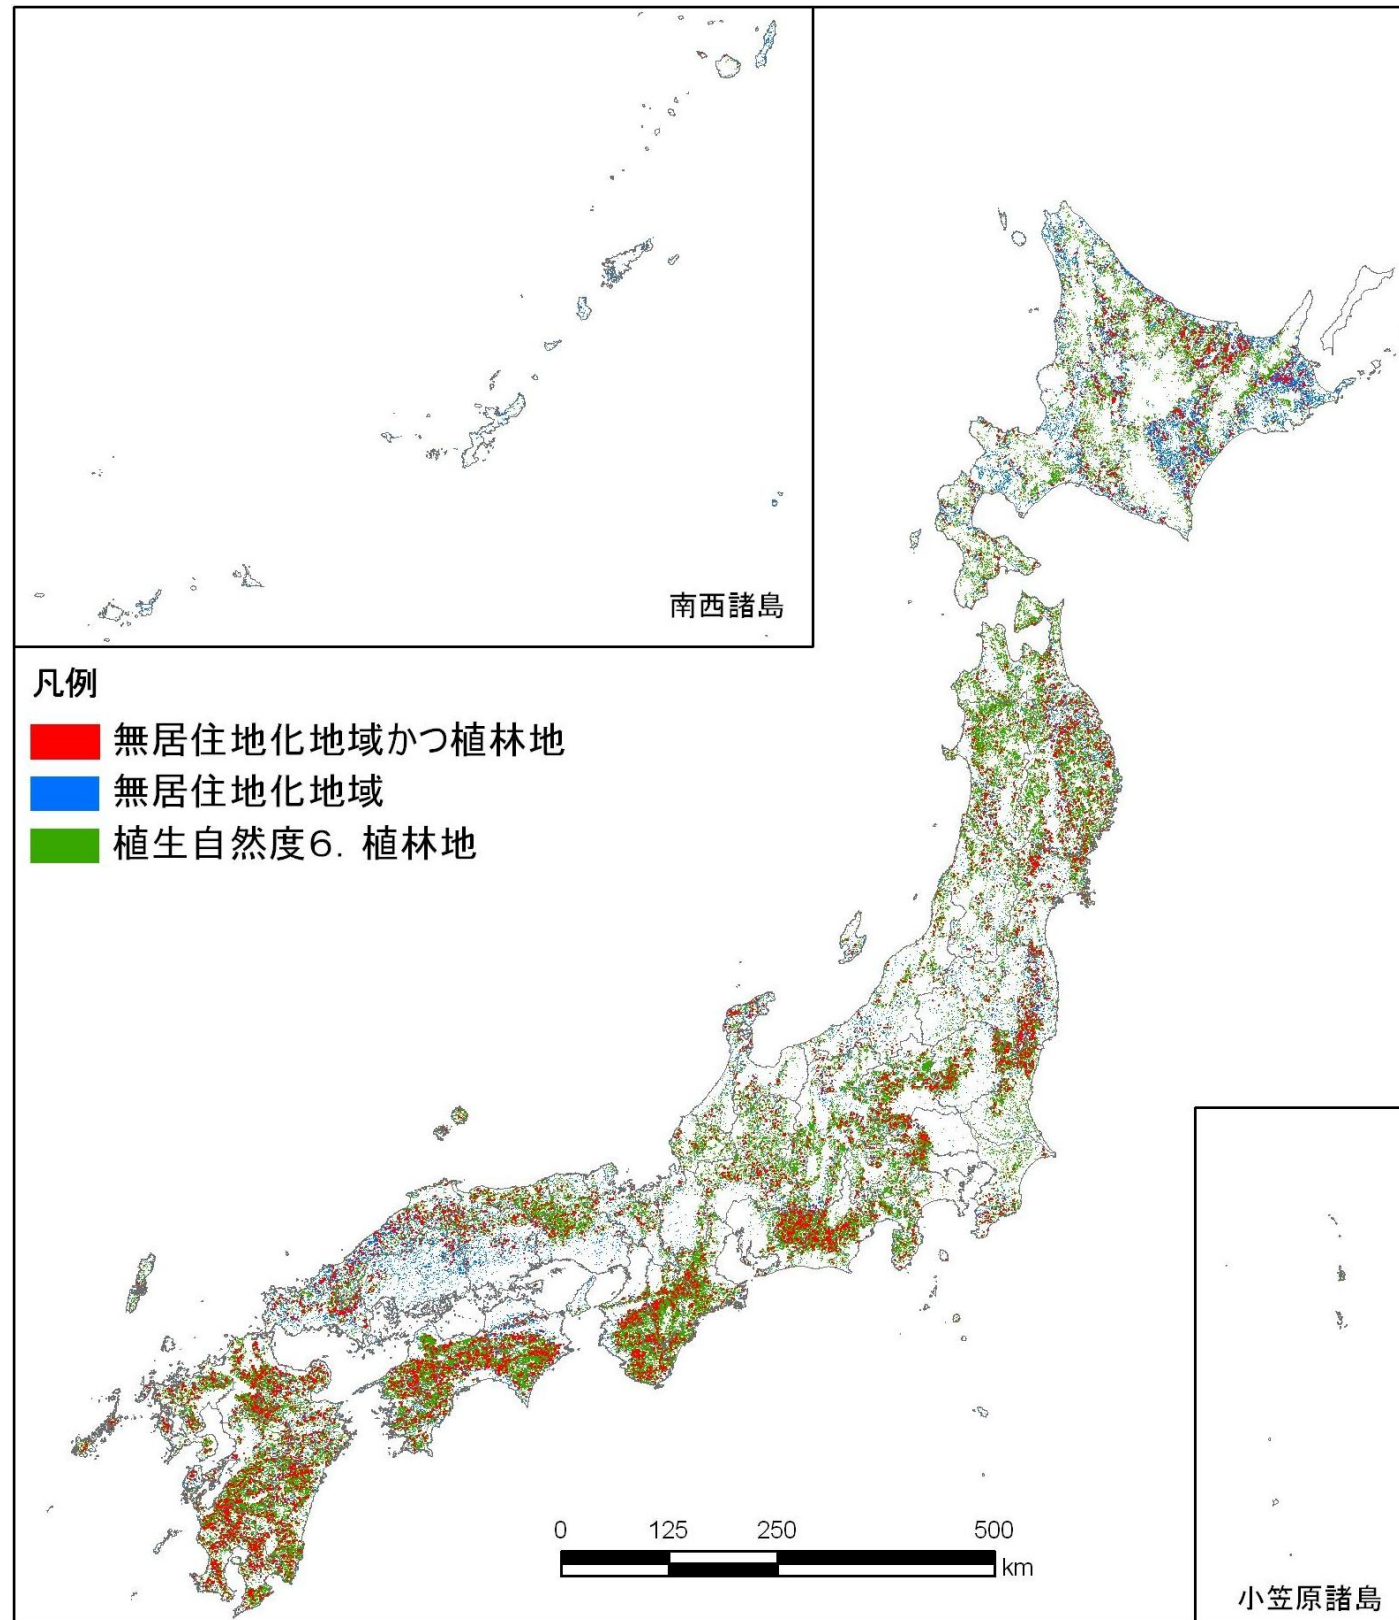 南西諸島
凡例
無居住地化地域かつ植林地
無居住地化地域
植生自然度6. 植林地
0 125 250 500
km
小笠原諸島